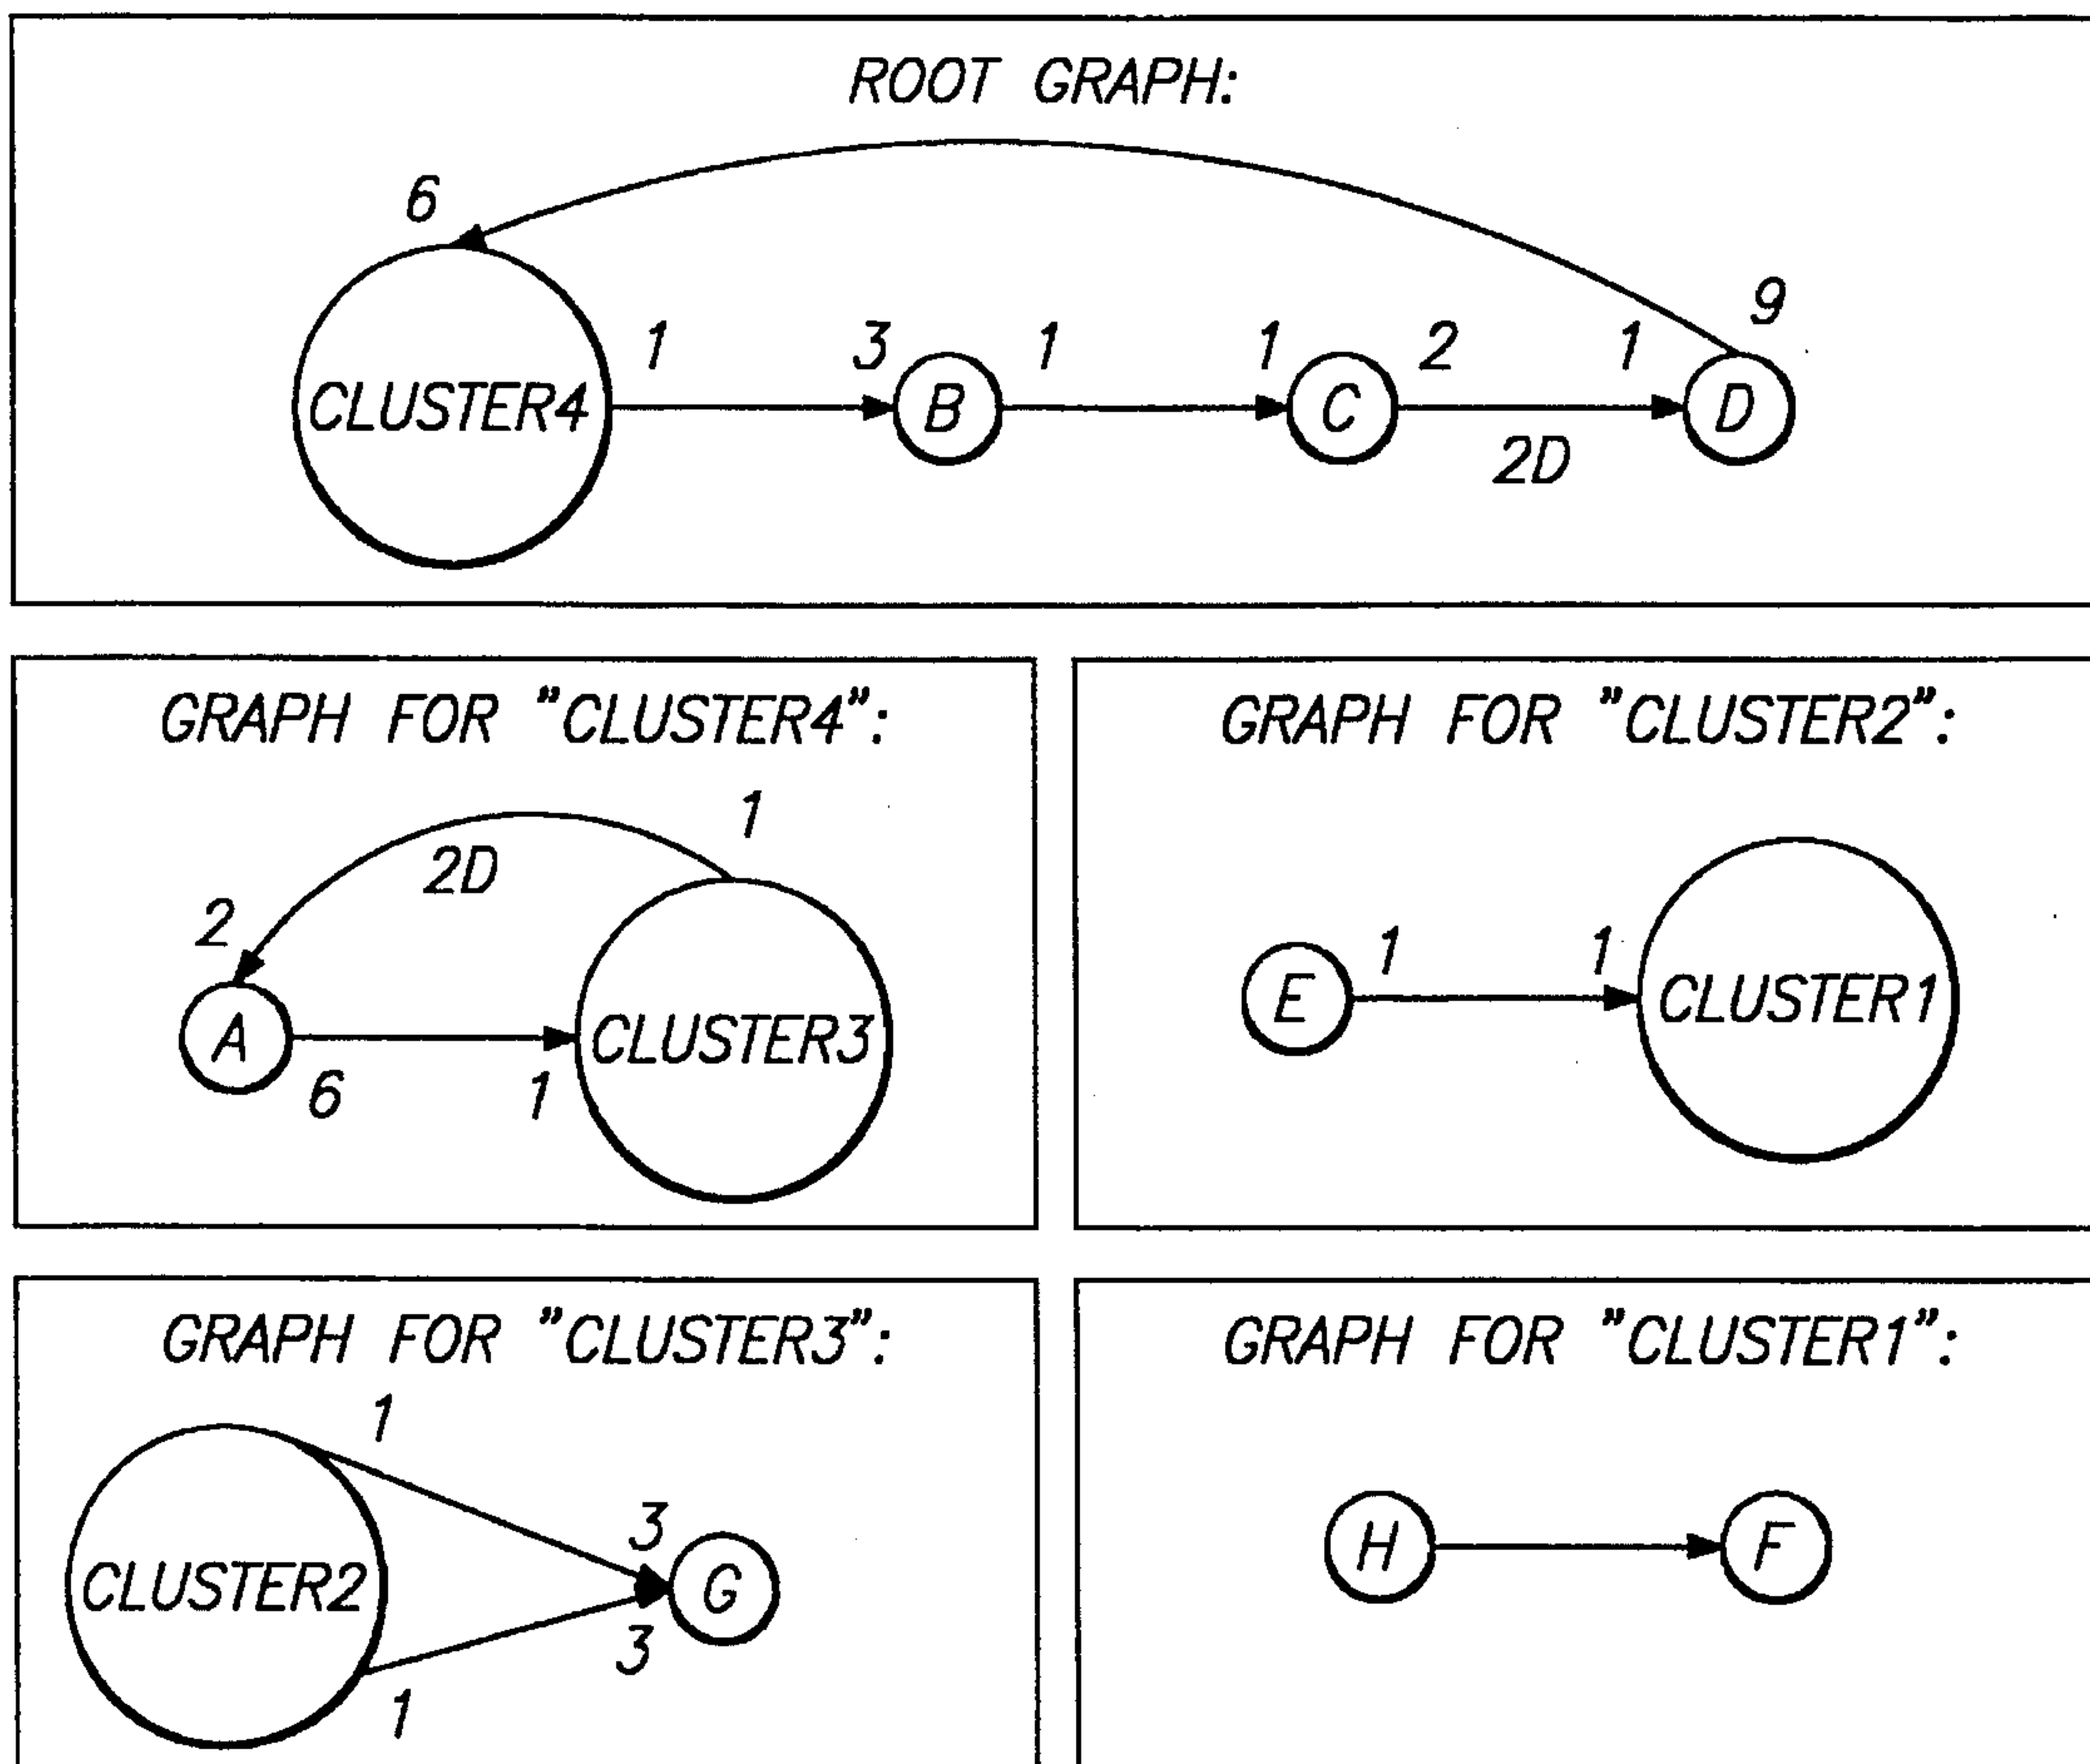 ROOT GRAPH:
6
9
1
3
1
1
2
1
CLUSTER4
B
C
D
2D
GRAPH FOR "CLUSTER4":
1
2D
2
A
CLUSTER3
6
1
GRAPH FOR "CLUSTER2":
1
1
E
CLUSTER1
GRAPH FOR "CLUSTER3":
1
3
CLUSTER2
G
3
1
GRAPH FOR "CLUSTER1":
H
F